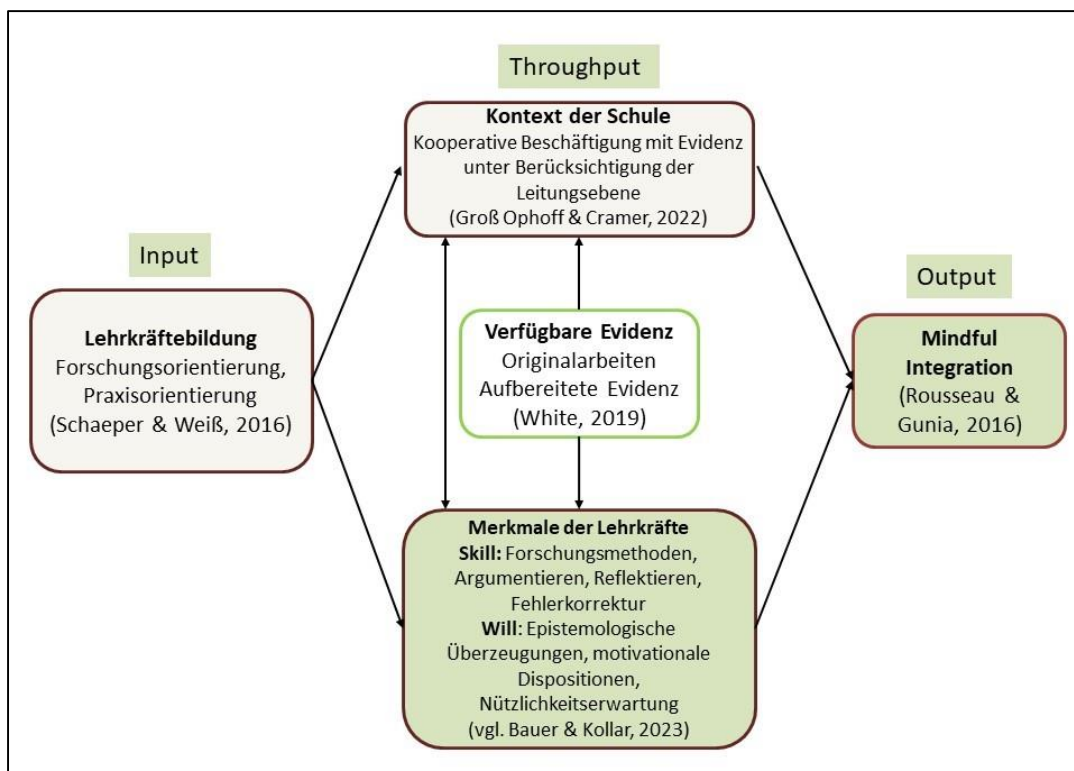 Throughput
Kontext der Schule
Kooperative Beschäftigung mit Evidenz
unter Berücksichtigung der
Leitungsebene
(Groß Ophoff & Cramer, 2022)
Input
Lehrkräftebildung
Forschungsorientierung,
Praxisorientierung
(Schaeper & Weiß, 2016)
Verfügbare Evidenz
Originalarbeiten
Aufbereitete Evidenz
(White, 2019)
Output
Mindful
Integration
(Rousseau &
Gunia, 2016)
Merkmale der Lehrkräfte
Skill: Forschungsmethoden,
Argumentieren, Reflektieren,
Fehlerkorrektur
Will: Epistemologische
Überzeugungen, motivationale
Dispositionen,
Nützlichkeitserwartung
(vgl. Bauer & Kollar, 2023)